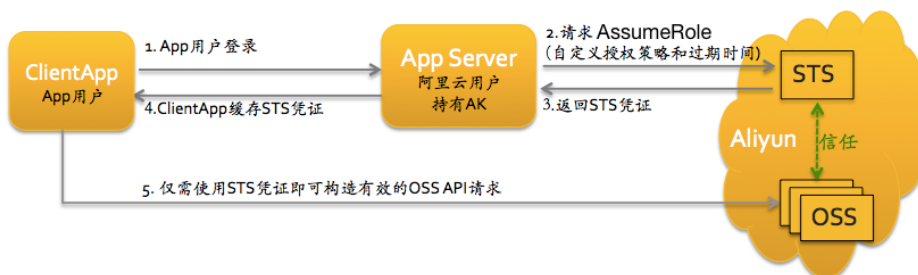 1. App用户登录
2.请求 AssumeRole
(自定义授权策略和过期时间)
ClientApp
App用户
App Server
阿里云用户
持有AK
STS
4.ClientApp缓存STS凭证
3.返回STS凭证
Aliyun
信任
5. 仅需使用STS凭证即可构造有效的OSS API请求
OSS